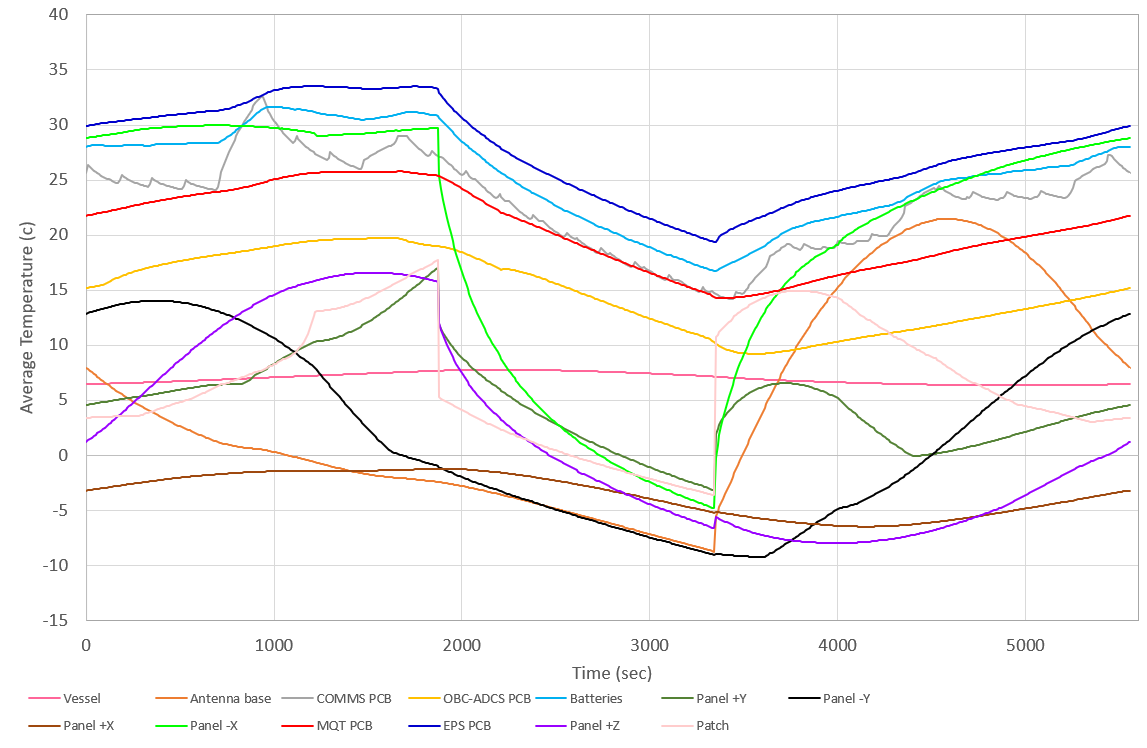 40
35
30
25
20
15
10
5
0
-5
-10
-15
Average Temperature (c)
0 1000 2000 3000 4000 5000
Time (sec)
Vessel Antenna base COMMS PCB OBC-ADCS PCB Batteries Panel +Y Panel -Y
Panel +X Panel -X MQT PCB EPS PCB Panel +Z Patch